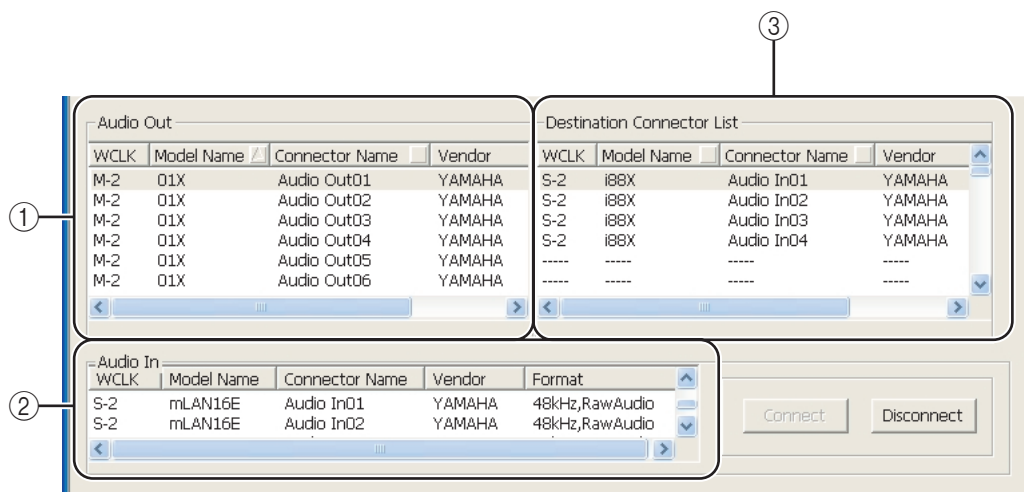 ③
Audio Out
WCLK Model Name Connector Name Vendor
M-2 01X Audio Out01 YAMAHA
M-2 01X Audio Out02 YAMAHA
M-2 01X Audio Out03 YAMAHA
M-2 01X Audio Out04 YAMAHA
M-2 01X Audio Out05 YAMAHA
M-2 01X Audio Out06 YAMAHA
①
Destination Connector List
WCLK Model Name Connector Name Vendor
S-2 i88X Audio In01 YAMAHA
S-2 i88X Audio In02 YAMAHA
S-2 i88X Audio In03 YAMAHA
S-2 i88X Audio In04 YAMAHA
----- ----- ----- -----
----- ----- ----- -----
Audio In
WCLK Model Name Connector Name Vendor Format
S-2 mLAN16E Audio In01 YAMAHA 48kHz,RawAudio
S-2 mLAN16E Audio In02 YAMAHA 48kHz,RawAudio
②
Connect
Disconnect